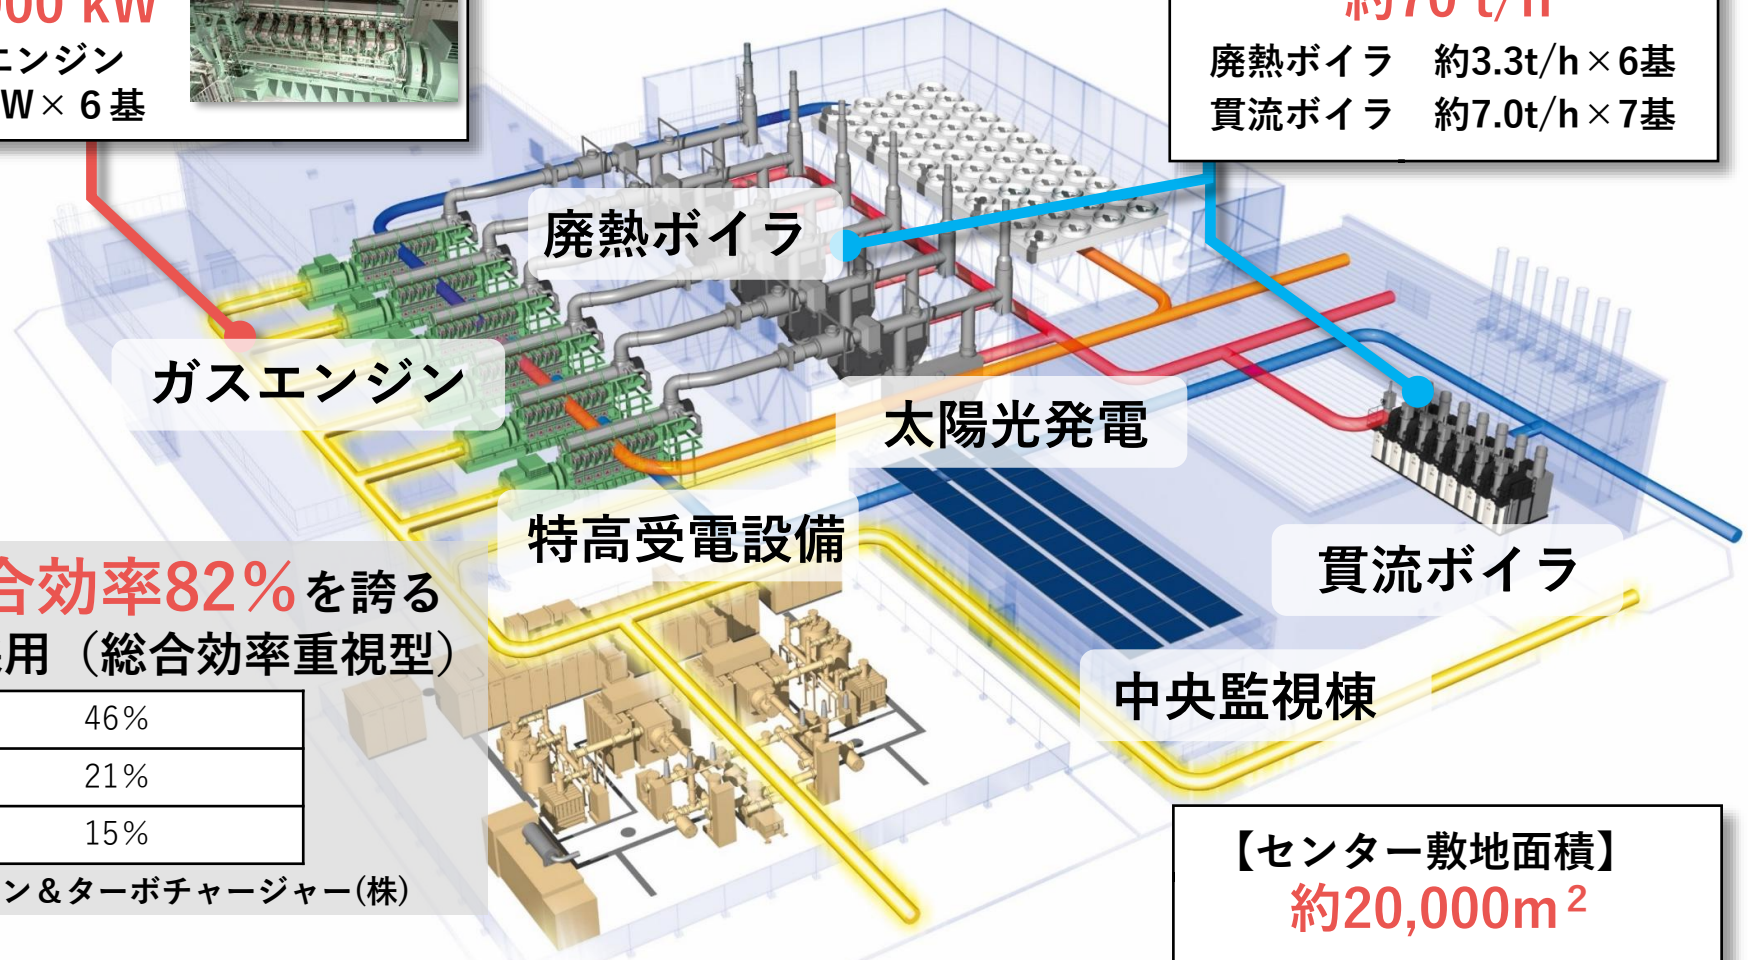 000 kW
エンジン
W×６基
約70 t/h
廃熱ボイラ　約3.3t/h×6基
貫流ボイラ　約7.0t/h×7基
廃熱ボイラ
ガスエンジン
太陽光発電
特高受電設備
貫流ボイラ
中央監視棟
合効率82%を誇る
用（総合効率重視型）
46%
21%
15%
ン＆ターボチャージャー(株)
【センター敷地面積】
約20,000m²